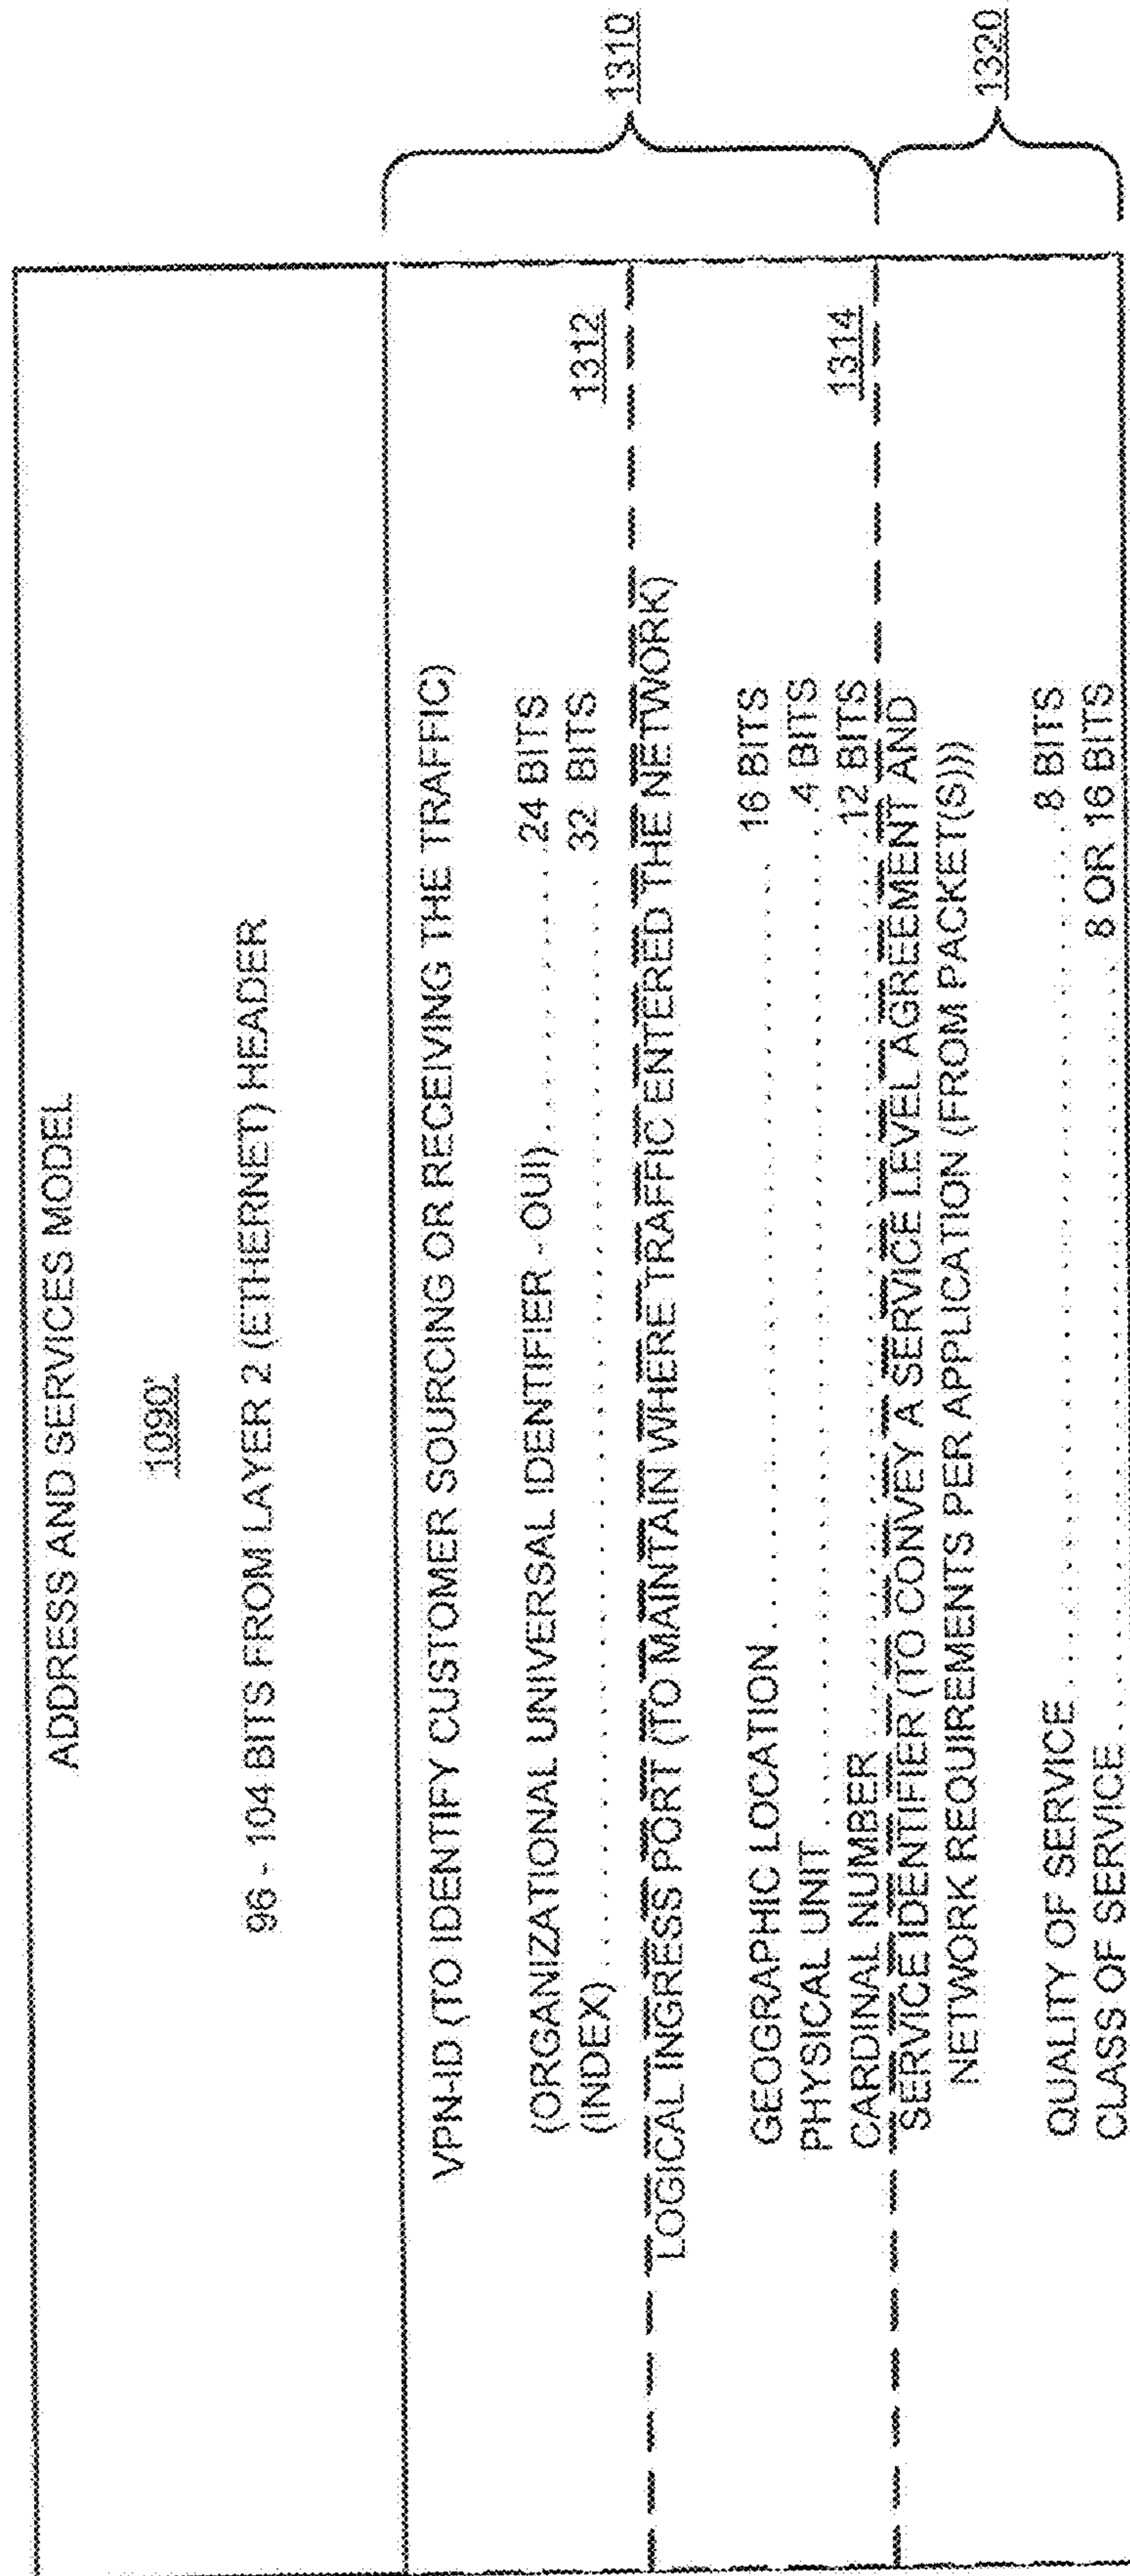 ADDRESS AND SERVICES MODEL
1090'
96 - 104 BITS FROM LAYER 2 (ETHERNET) HEADER
VPN-ID (TO IDENTIFY CUSTOMER SOURCING OR RECEIVING THE TRAFFIC)
(ORGANIZATIONAL UNIVERSAL IDENTIFIER - OUI) . . . . . . . . . . 24 BITS
(INDEX) . . . . . . . . . . . . . . . . . . . . . . . . . . . . . . 32 BITS
1312
LOGICAL INGRESS PORT (TO MAINTAIN WHERE TRAFFIC ENTERED THE NETWORK)
GEOGRAPHIC LOCATION . . . . . . . . . . . . . . . . . . . . 16 BITS
PHYSICAL UNIT . . . . . . . . . . . . . . . . . . . . . . . . . 4 BITS
CARDINAL NUMBER . . . . . . . . . . . . . . . . . . . . . . . 12 BITS
1314
SERVICE IDENTIFIER (TO CONVEY A SERVICE LEVEL AGREEMENT AND
NETWORK REQUIREMENTS PER APPLICATION (FROM PACKET(S)))
QUALITY OF SERVICE . . . . . . . . . . . . . . . . . . . . . . 8 BITS
CLASS OF SERVICE . . . . . . . . . . . . . . . . . . . . 8 OR 16 BITS
1310
1320